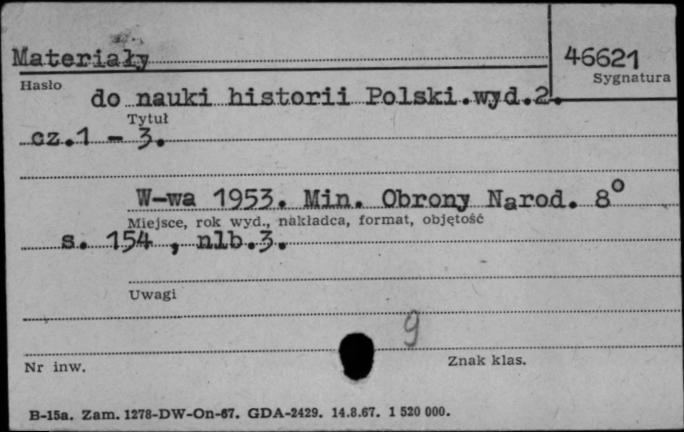 Materiały 46621
Hasło Sygnatura
do nauki historii Polski.wyd.2.
Tytuł
cz.1 - 3.
W-wa 1953. Min. Obrony Narod. 8°
Miejsce, rok wyd., nakładca, format, objętość
s. 154 , nlb.3.
Uwagi
9
Nr inw. Znak klas.
B-15a. Zam. 1278-DW-On-67. GDA-2429. 14.8.67. 1 520 000.